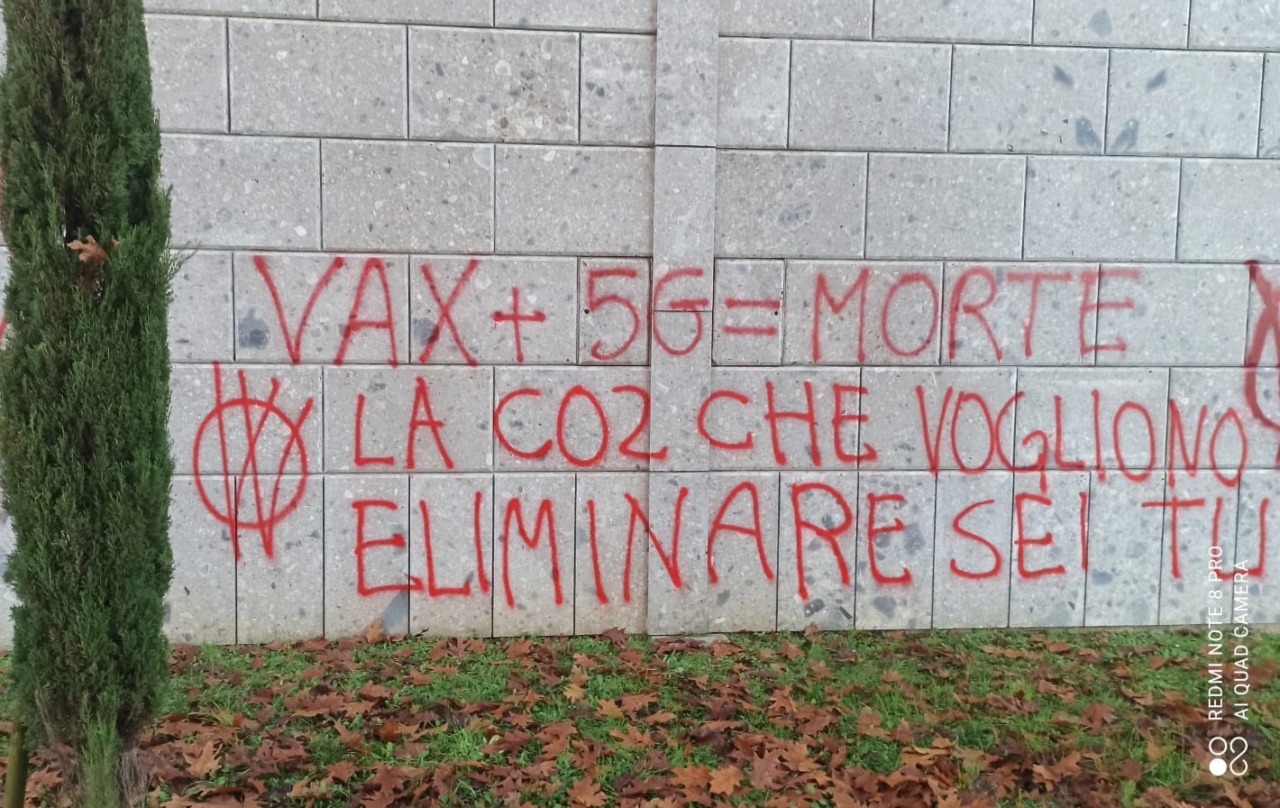 VAX + 5G = MORTE
LA CO2 CHE VOGLIONO
ELIMINARE SEI TU
REDMI NOTE 8 PRO
AI QUAD CAMERA